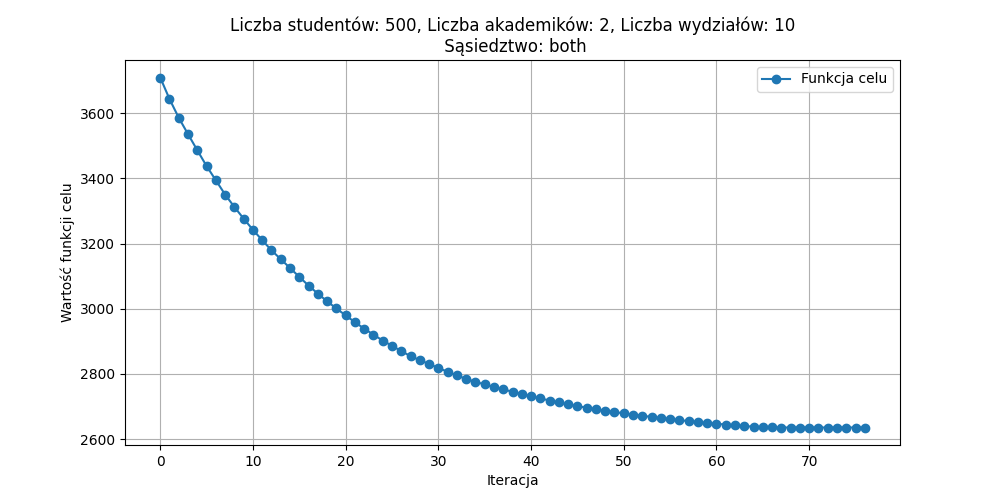 Liczba studentów: 500, Liczba akademików: 2, Liczba wydziałów: 10
Sąsiedztwo: both
Funkcja celu
Wartość funkcji celu
3600
3400
3200
3000
2800
2600
0 10 20 30 40 50 60 70
Iteracja